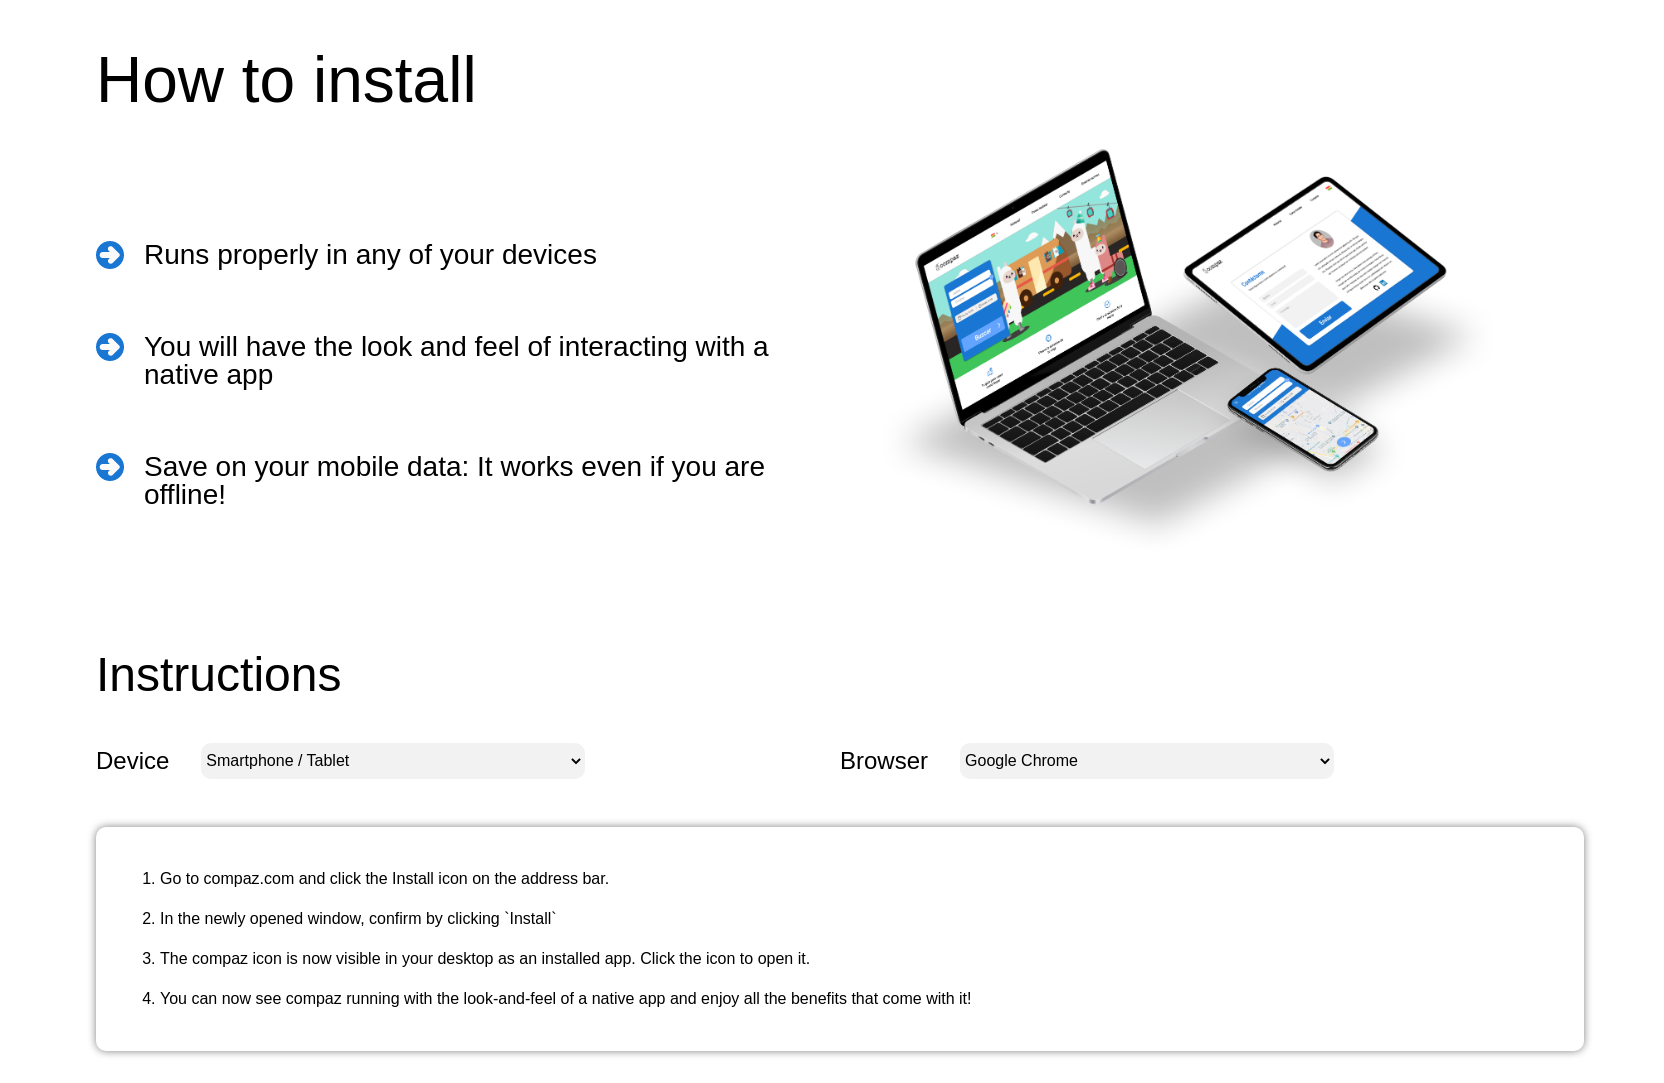 How to install
Runs properly in any of your devices
You will have the look and feel of interacting with a
native app
Save on your mobile data: It works even if you are
offline!
compaz
Buscar
compaz
Contáctame
Enviar
Instructions
Device
Smartphone / Tablet
Browser
Google Chrome
1. Go to compaz.com and click the Install icon on the address bar.
2. In the newly opened window, confirm by clicking `Install`
3. The compaz icon is now visible in your desktop as an installed app. Click the icon to open it.
4. You can now see compaz running with the look-and-feel of a native app and enjoy all the benefits that come with it!